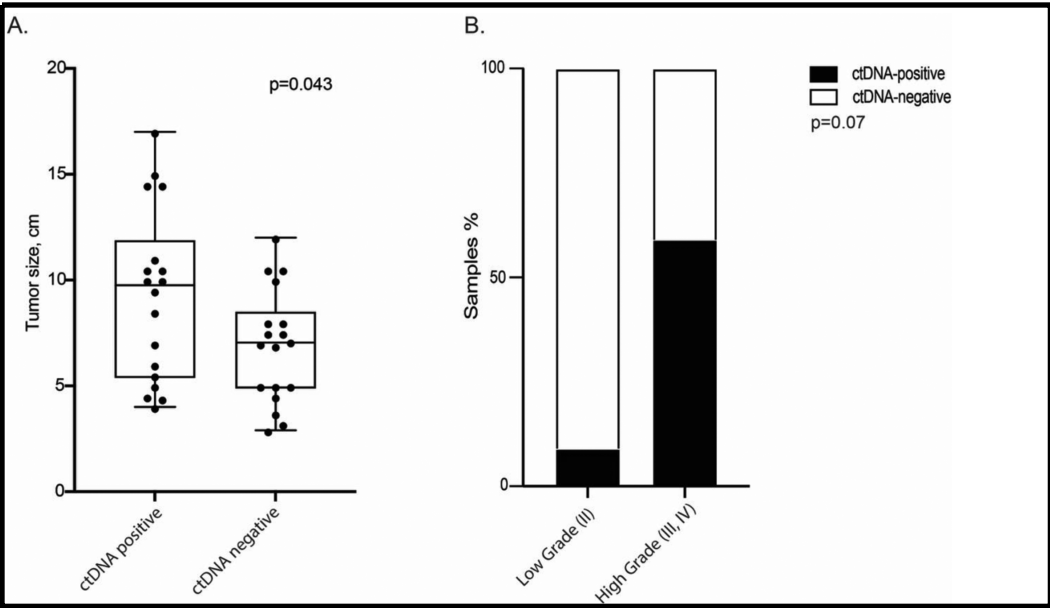 A.
20
15
10
5
0
Tumor size, cm
p=0.043
ctDNA positive
ctDNA negative
B.
100
50
0
Samples %
Low Grade (II)
High Grade (III, IV)
ctDNA-positive
ctDNA-negative
p=0.07